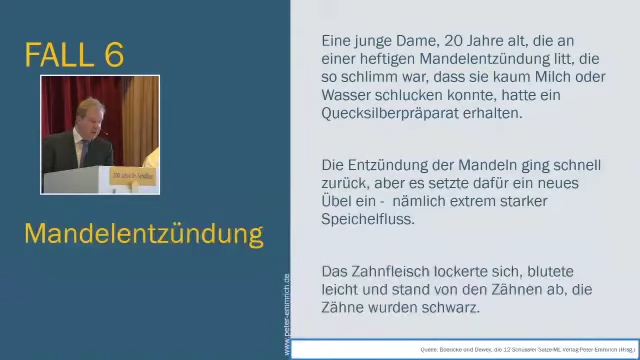 FALL 6
Mandelentzündung
Eine junge Dame, 20 Jahre alt, die an
einer heftigen Mandelentzündung litt, die
so schlimm war, dass sie kaum Milch oder
Wasser schlucken konnte, hatte ein
Quecksilberpräparat erhalten.
Die Entzündung der Mandeln ging schnell
zurück, aber es setzte dafür ein neues
Übel ein - nämlich extrem starker
Speichelfluss.
Das Zahnfleisch lockerte sich, blutete
leicht und stand von den Zähnen ab, die
Zähne wurden schwarz.
www.peter-emmrich.de
Quelle: Boericke und Dewey, die 12 Schüssler Salze-ML Verlag Peter Emmrich (Hrsg.)